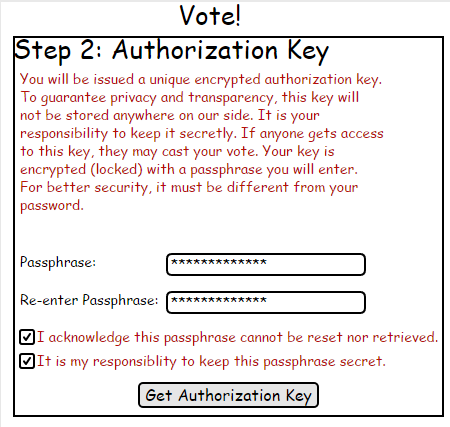 Vote!
Step 2: Authorization Key
You will be issued a unique encrypted authorization key.
To guarantee privacy and transparency, this key will
not be stored anywhere on our side. It is your
responsibility to keep it secretly. If anyone gets access
to this key, they may cast your vote. Your key is
encrypted (locked) with a passphrase you will enter.
For better security, it must be different from your
password.
Passphrase: *************
Re-enter Passphrase: *************
I acknowledge this passphrase cannot be reset nor retrieved.
It is my responsiblity to keep this passphrase secret.
Get Authorization Key